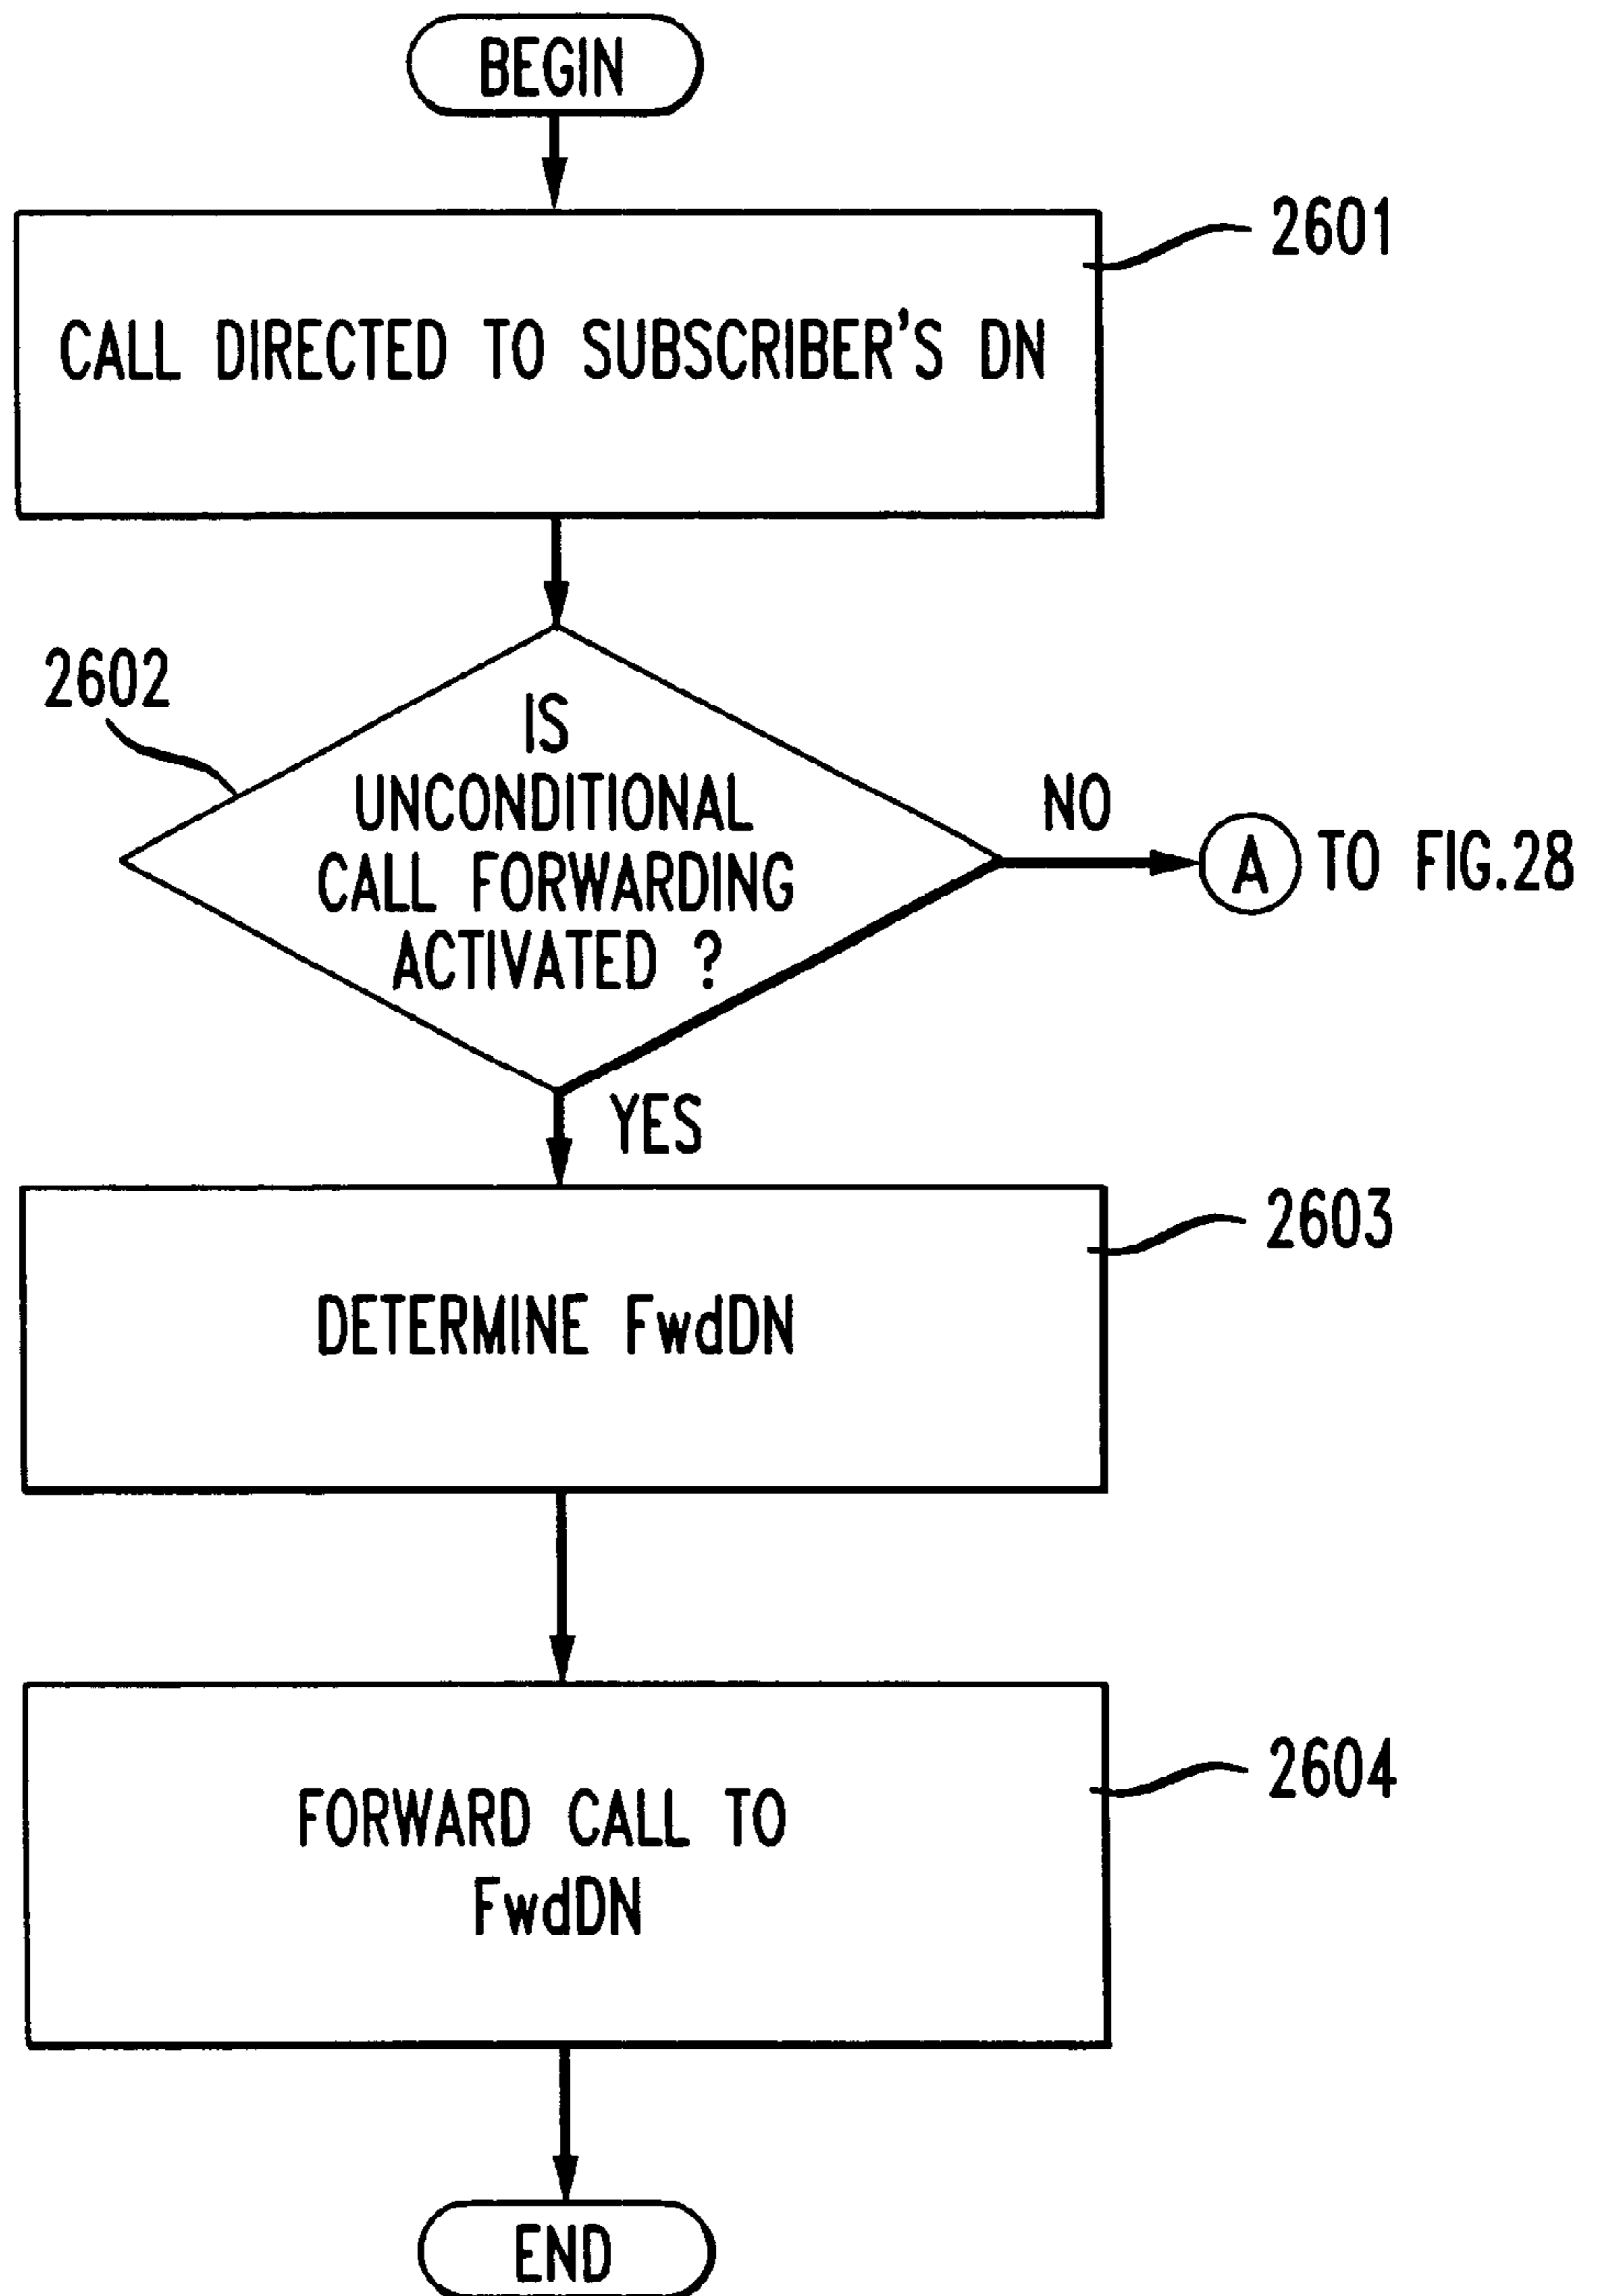 BEGIN
2601
CALL DIRECTED TO SUBSCRIBER'S DN
2602
IS
UNCONDITIONAL
CALL FORWARDING
ACTIVATED ?
NO
A TO FIG.28
YES
2603
DETERMINE FwdDN
2604
FORWARD CALL TO
FwdDN
END